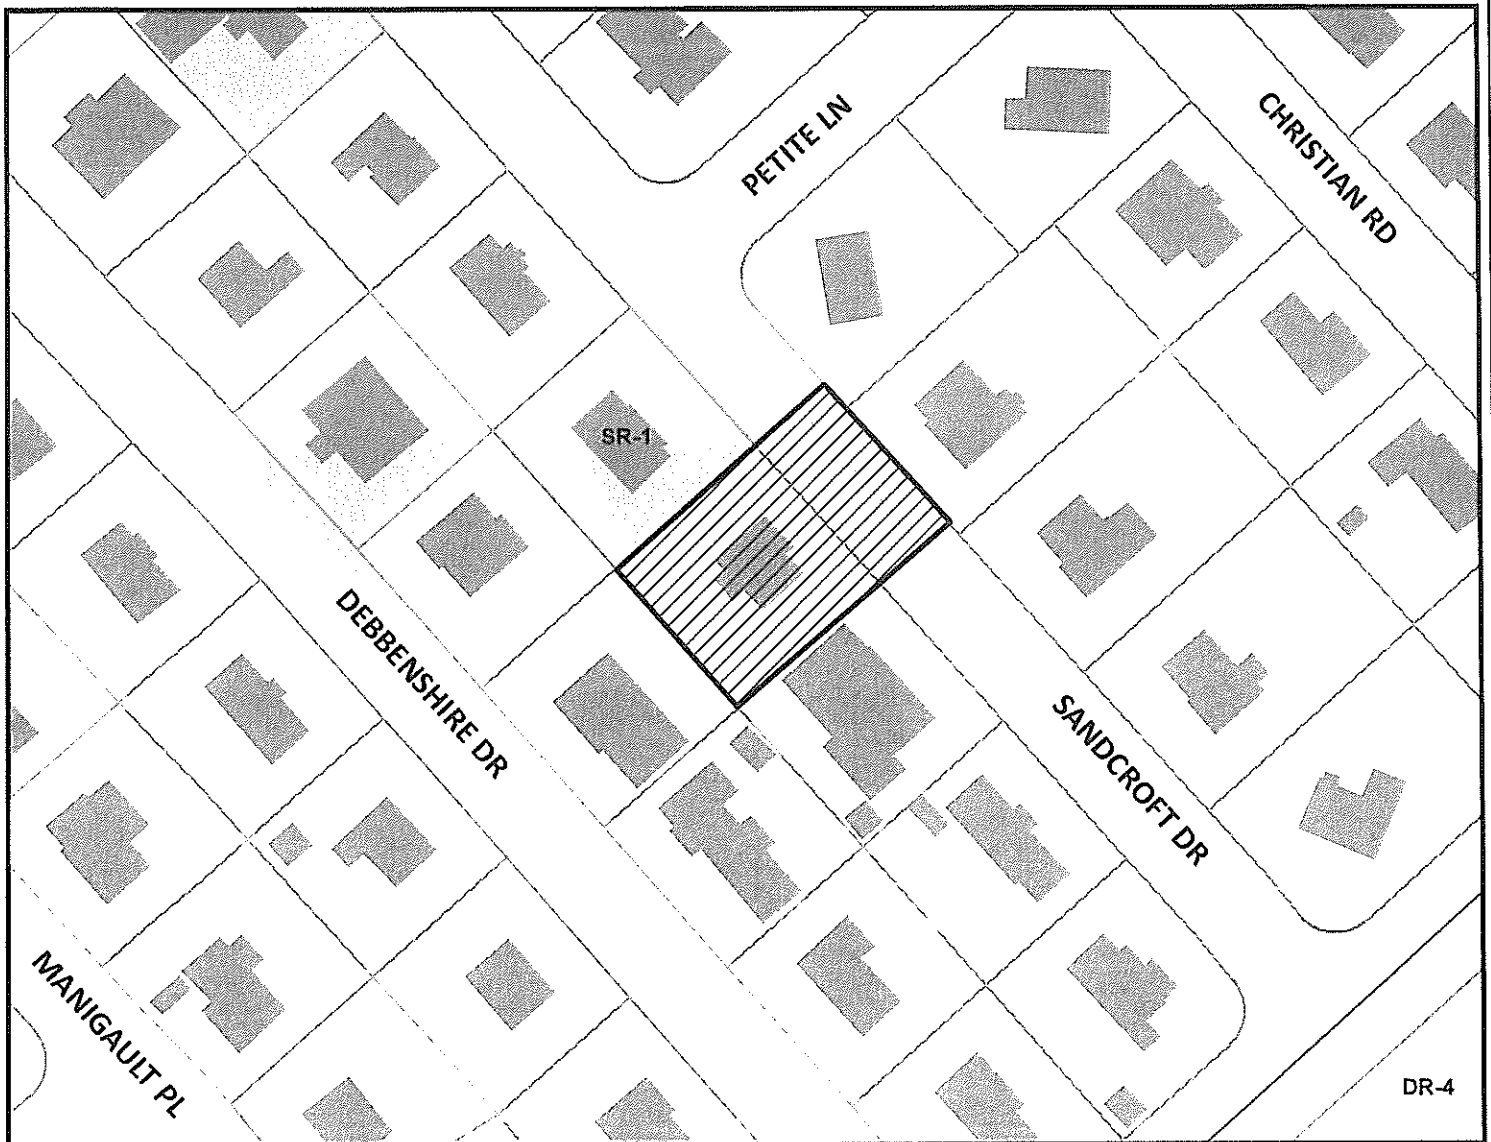 PETITE LN
CHRISTIAN RD
SR-1
DEBBENSHIRE DR
SANDCROFT DR
MANIGAULT PL
DR-4